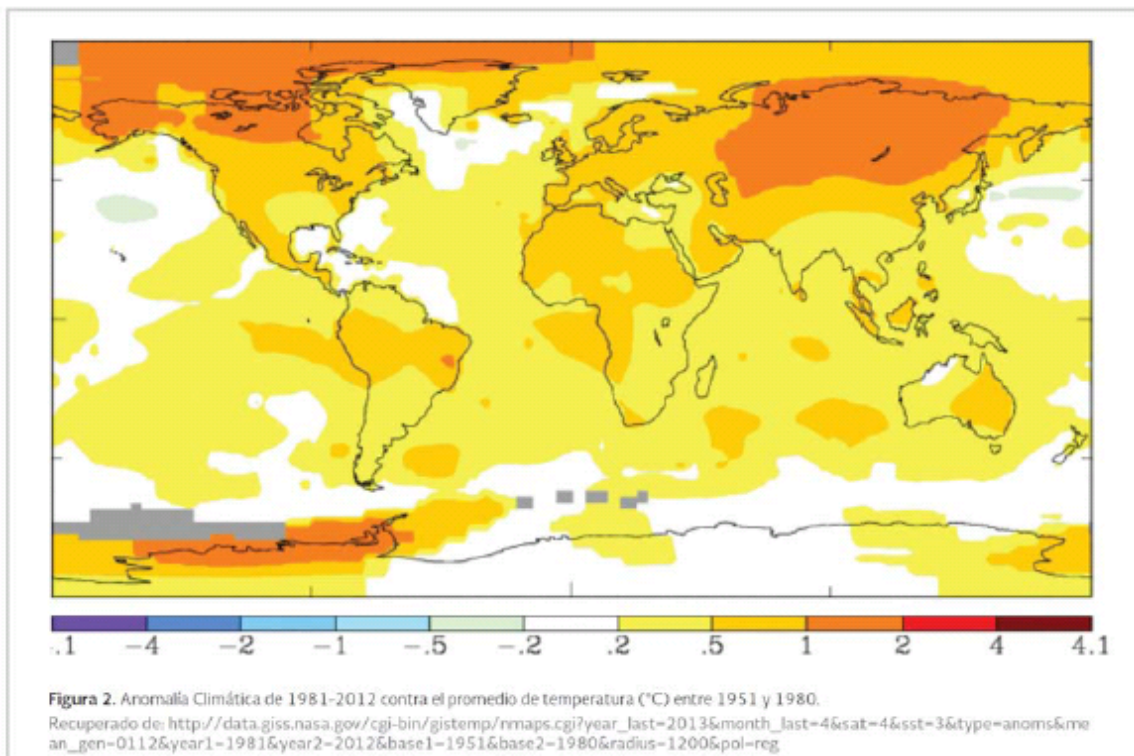 -.1 -4 -2 -1 -.5 -.2 .2 .5 1 2 4 4.1
Figura 2. Anomalía Climática de 1981-2012 contra el promedio de temperatura (°C) entre 1951 y 1980.
Recuperado de: http://data.giss.nasa.gov/cgi-bin/gistemp/nmaps.cgi?year_last=2013&month_last=4&sat=4&sst=3&type=anoms&me
an_gen-0112&year1-1981&year2-2012&base1-1951&base2-1980&radius-1200&pol-reg